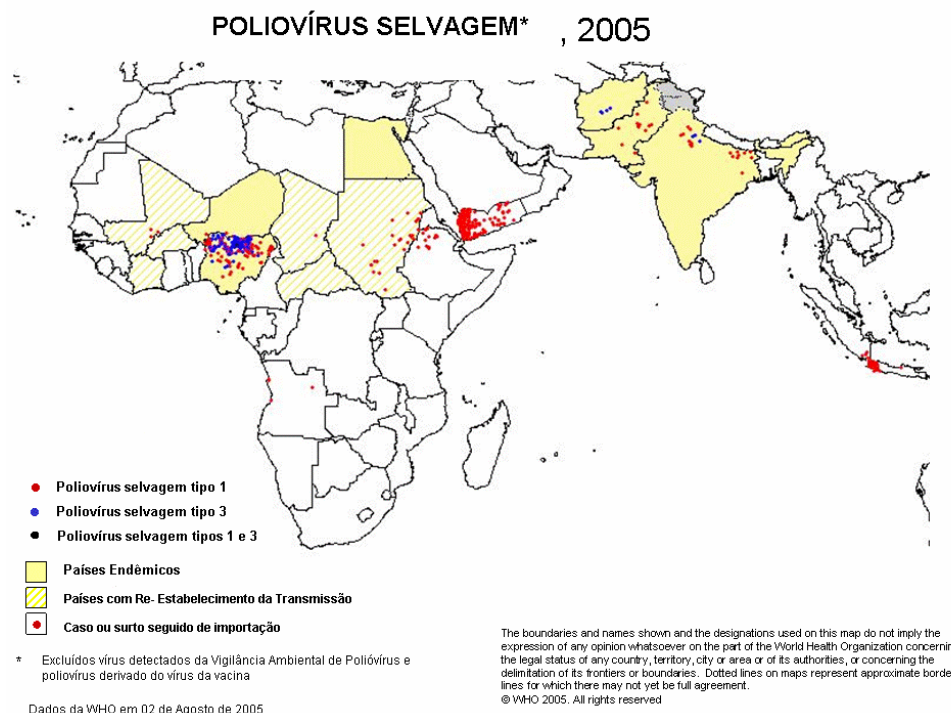 POLIOVÍRUS SELVAGEM* , 2005
Poliovírus selvagem tipo 1
Poliovírus selvagem tipo 3
Poliovírus selvagem tipos 1 e 3
Países Endêmicos
Países com Re- Estabelecimento da Transmissão
Caso ou surto seguido de importação
* Excluídos vírus detectados da Vigilância Ambiental de Polióvírus e
poliovírus derivado do vírus da vacina
Dados da WHO em 02 de Agosto de 2005
The boundaries and names shown and the designations used on this map do not imply the
expression of any opinion whatsoever on the part of the World Health Organization concernin
the legal status of any country, territory, city or area or of its authorities, or concerning the
delimitation of its frontiers or boundaries. Dotted lines on maps represent approximate borde
lines for which there may not yet be full agreement.
© WHO 2005. All rights reserved